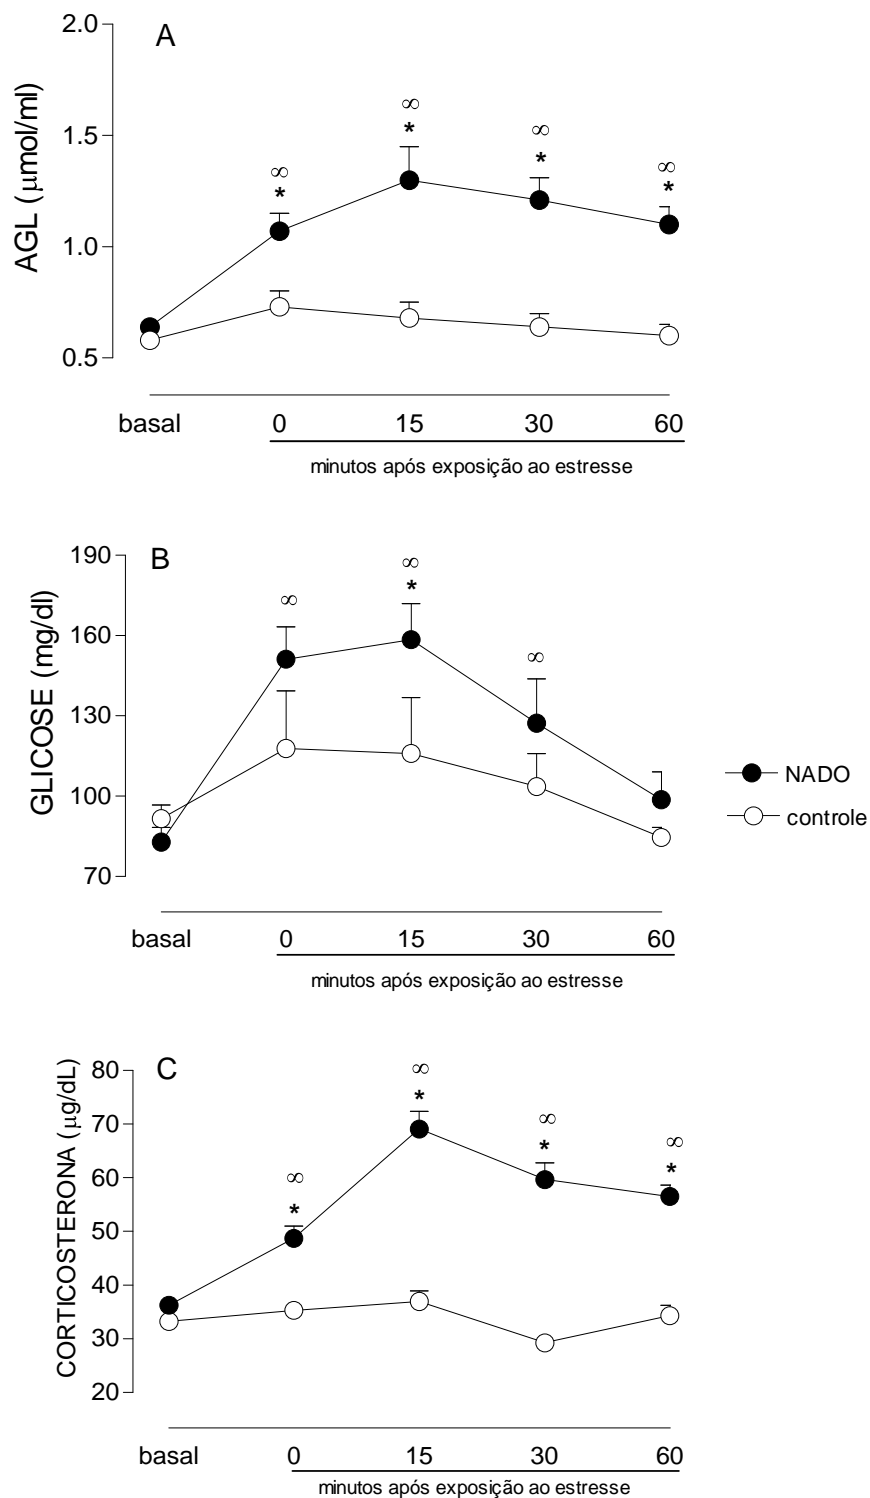 2.0
A
∞
1.5
*
∞
*
∞
*
∞
*
AGL (μmol/ml)
1.0
0.5
basal 0 15 30 60
minutos após exposição ao estresse
190
B
∞
*
∞
160
∞
GLICOSE (mg/dl)
130
100
70
NADO
controle
basal 0 15 30 60
minutos após exposição ao estresse
80
C
∞
*
70
∞
*
∞
*
60
∞
*
CORTICOSTERONA (μg/dL)
50
40
30
20
basal 0 15 30 60
minutos após exposição ao estresse